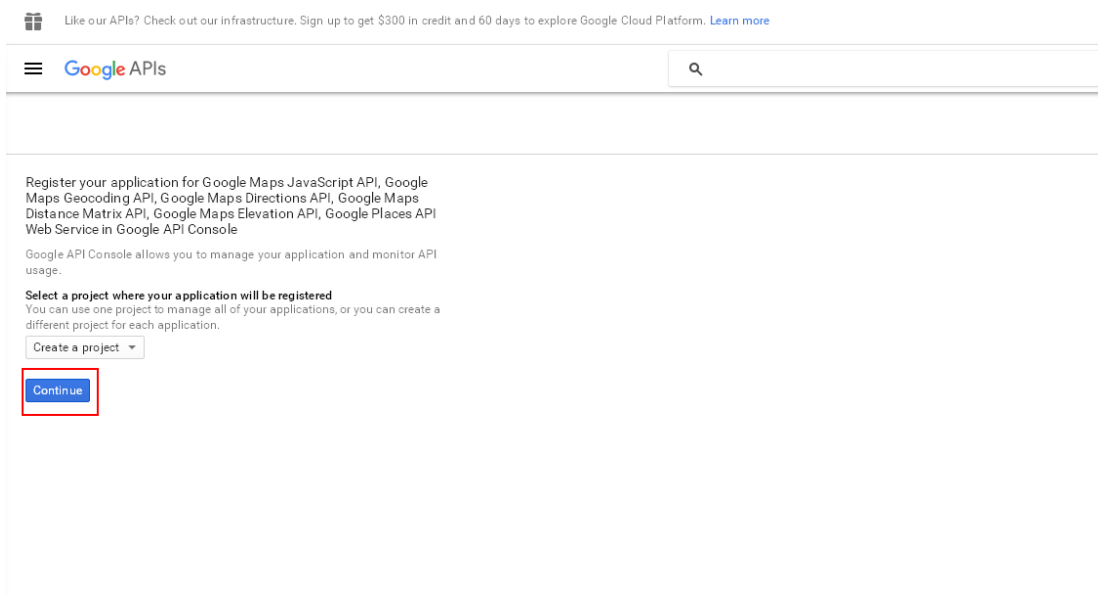 Like our APIs? Check out our infrastructure. Sign up to get $300 in credit and 60 days to explore Google Cloud Platform. Learn more
Google APIs
Register your application for Google Maps JavaScript API, Google
Maps Geocoding API, Google Maps Directions API, Google Maps
Distance Matrix API, Google Maps Elevation API, Google Places API
Web Service in Google API Console
Google API Console allows you to manage your application and monitor API
usage.
Select a project where your application will be registered
You can use one project to manage all of your applications, or you can create a
different project for each application.
Create a project
Continue